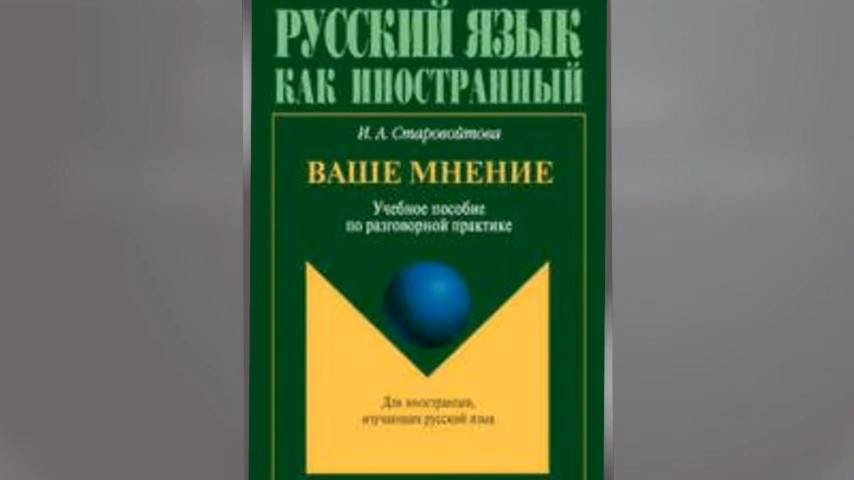 РУССКИЙ ЯЗЫК
КАК ИНОСТРАННЫЙ
И. А. Старовойтова
ВАШЕ МНЕНИЕ
Учебное пособие
по разговорной практике
Для иностранцев,
изучающих русский язык